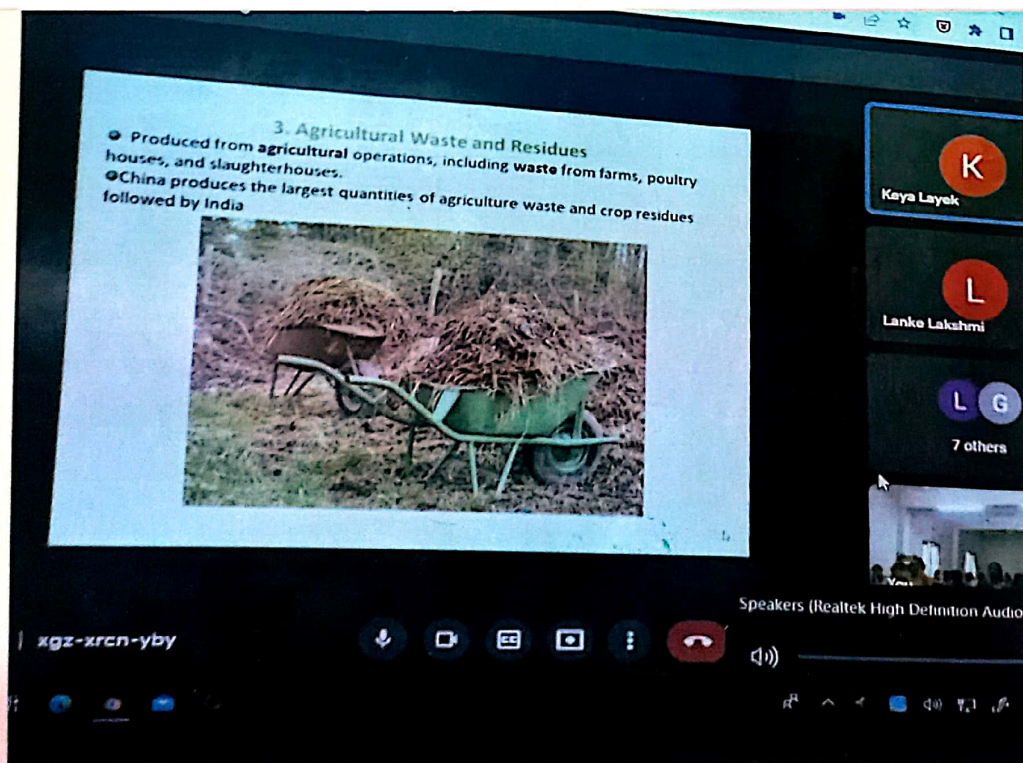 3. Agricultural Waste and Residues
Produced from agricultural operations, including waste from farms, poultry
houses, and slaughterhouses.
China produces the largest quantities of agriculture waste and crop residues
followed by India
K
Keya Layek
L
Lanke Lakshmi
L G
7 others
You
Speakers (Realtek High Definition Audio
xgz-xrcn-yby
CC